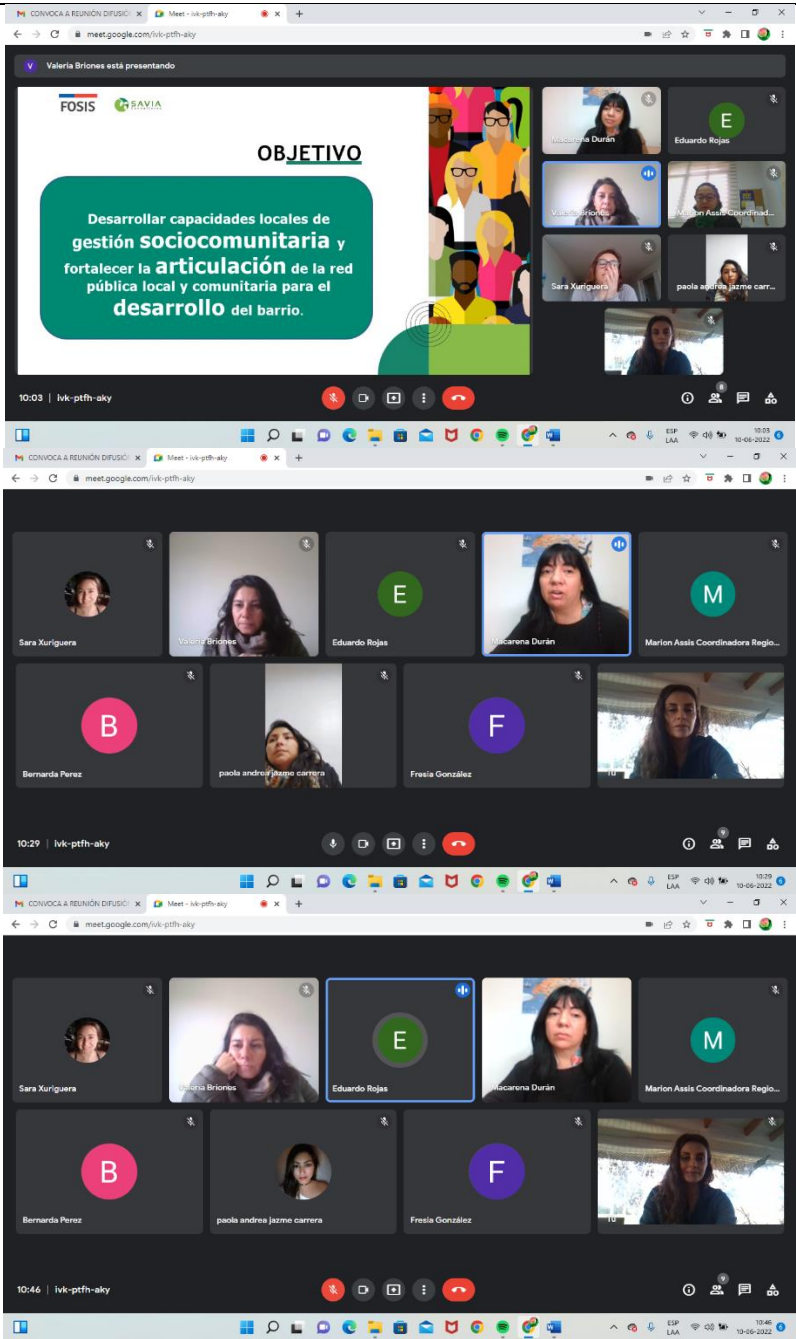 CONVOCA A REUNIÓN DIFUSIÓ
Meet - ivk-ptfh-aky
meet.google.com/ivk-ptfh-aky
V Valeria Briones está presentando
FOSIS
SAVIA
OBJETIVO
Desarrollar capacidades locales de
gestión sociocomunitaria y
fortalecer la articulación de la red
pública local y comunitaria para el
desarrollo del barrio.
Macarena Durán
E
Eduardo Rojas
Valeria Briones
Marion Assis Coordinad...
Sara Xuriguera
paola andrea jazme carr...
10:03 | ivk-ptfh-aky
8
ESP
LAA
10:03
10-06-2022
CONVOCA A REUNIÓN DIFUSIÓ
Meet - ivk-ptfh-aky
meet.google.com/ivk-ptfh-aky
Sara Xuriguera
Valeria Briones
E
Eduardo Rojas
Macarena Durán
M
Marion Assis Coordinadora Regio...
B
Bernarda Perez
paola andrea jazme carrera
F
Fresia González
Tú
10:29 | ivk-ptfh-aky
9
ESP
LAA
10:29
10-06-2022
CONVOCA A REUNIÓN DIFUSIÓ
Meet - ivk-ptfh-aky
meet.google.com/ivk-ptfh-aky
Sara Xuriguera
Valeria Briones
E
Eduardo Rojas
Macarena Durán
M
Marion Assis Coordinadora Regio...
B
Bernarda Perez
paola andrea jazme carrera
F
Fresia González
Tú
10:46 | ivk-ptfh-aky
9
ESP
LAA
10:46
10-06-2022